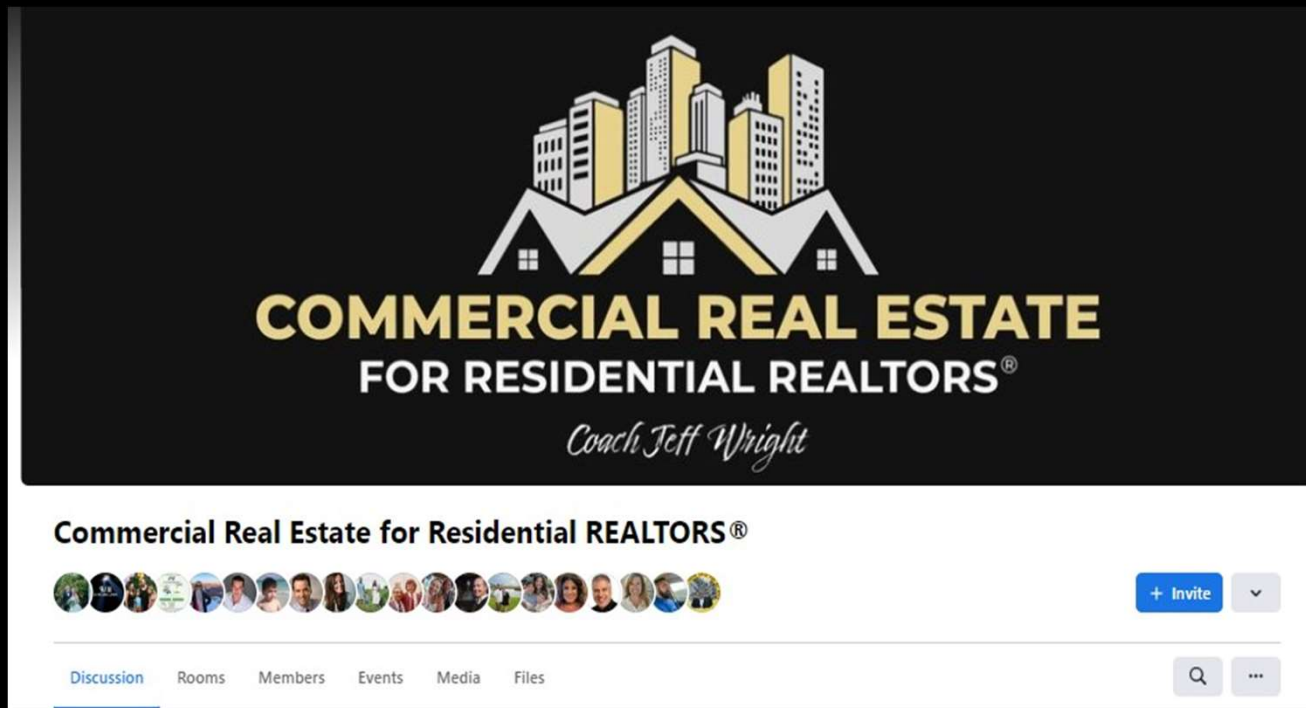 COMMERCIAL REAL ESTATE
FOR RESIDENTIAL REALTORS®
Coach Jeff Wright
Commercial Real Estate for Residential REALTORS®
+ Invite
Discussion Rooms Members Events Media Files